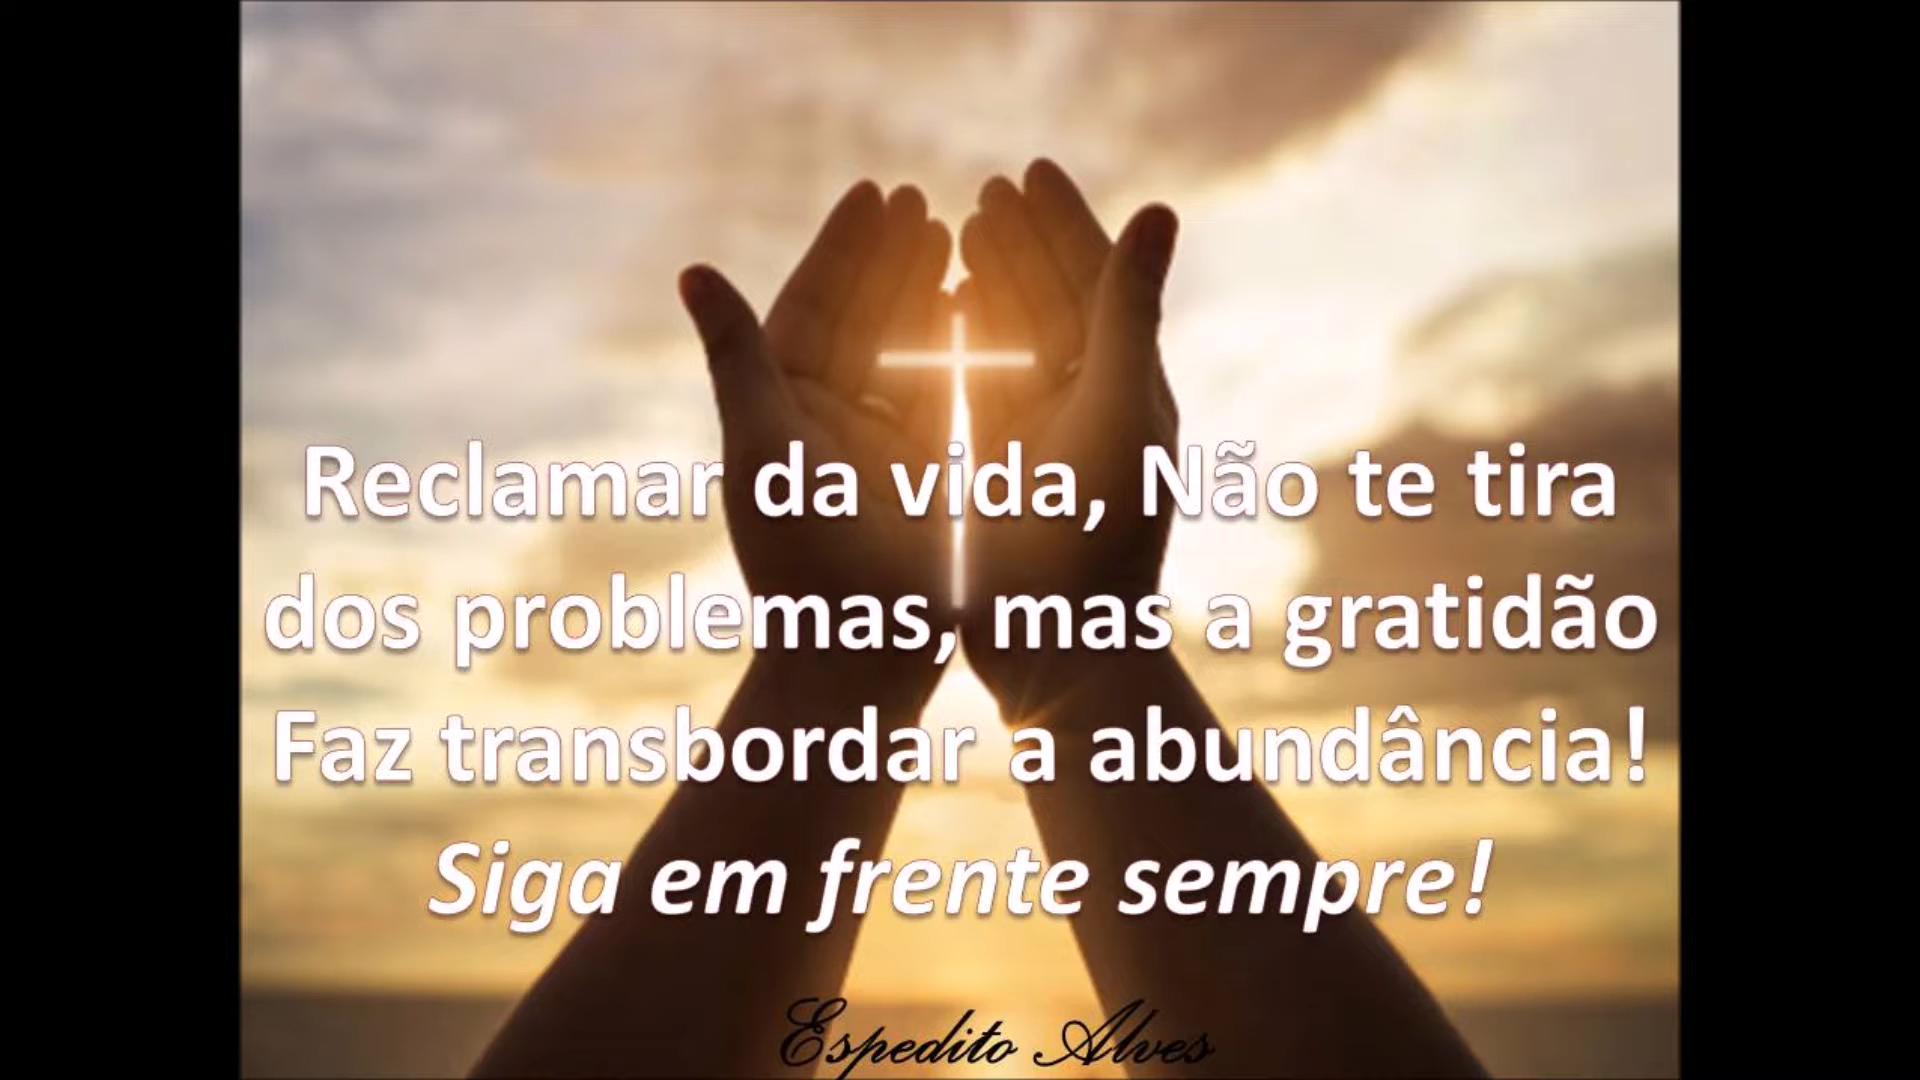 Reclamar da vida, Não te tira
dos problemas, mas a gratidão
Faz transbordar a abundância!
Siga em frente sempre!
Espedito Alves